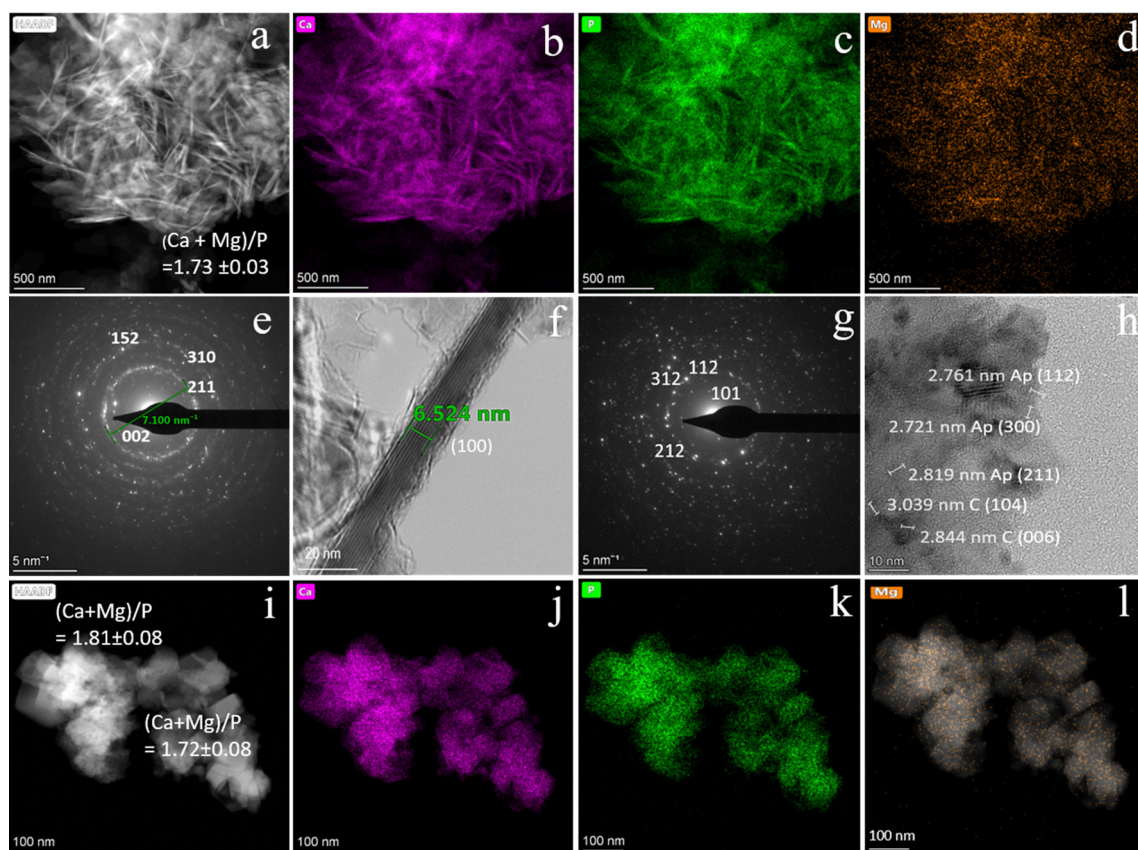 HAADF
a
(Ca + Mg)/P
=1.73 ±0.03
500 nm
Ca
b
500 nm
P
c
500 nm
Mg
d
500 nm
e
152
310
211
7.100 nm⁻¹
002
5 nm⁻¹
f
6.524 nm
(100)
20 nm
g
112
312
101
212
5 nm⁻¹
h
2.761 nm Ap (112)
2.721 nm Ap (300)
2.819 nm Ap (211)
3.039 nm C (104)
2.844 nm C (006)
10 nm
HAADF
i
(Ca+Mg)/P
= 1.81±0.08
(Ca+Mg)/P
= 1.72±0.08
100 nm
Ca
j
100 nm
P
k
100 nm
Mg
l
100 nm